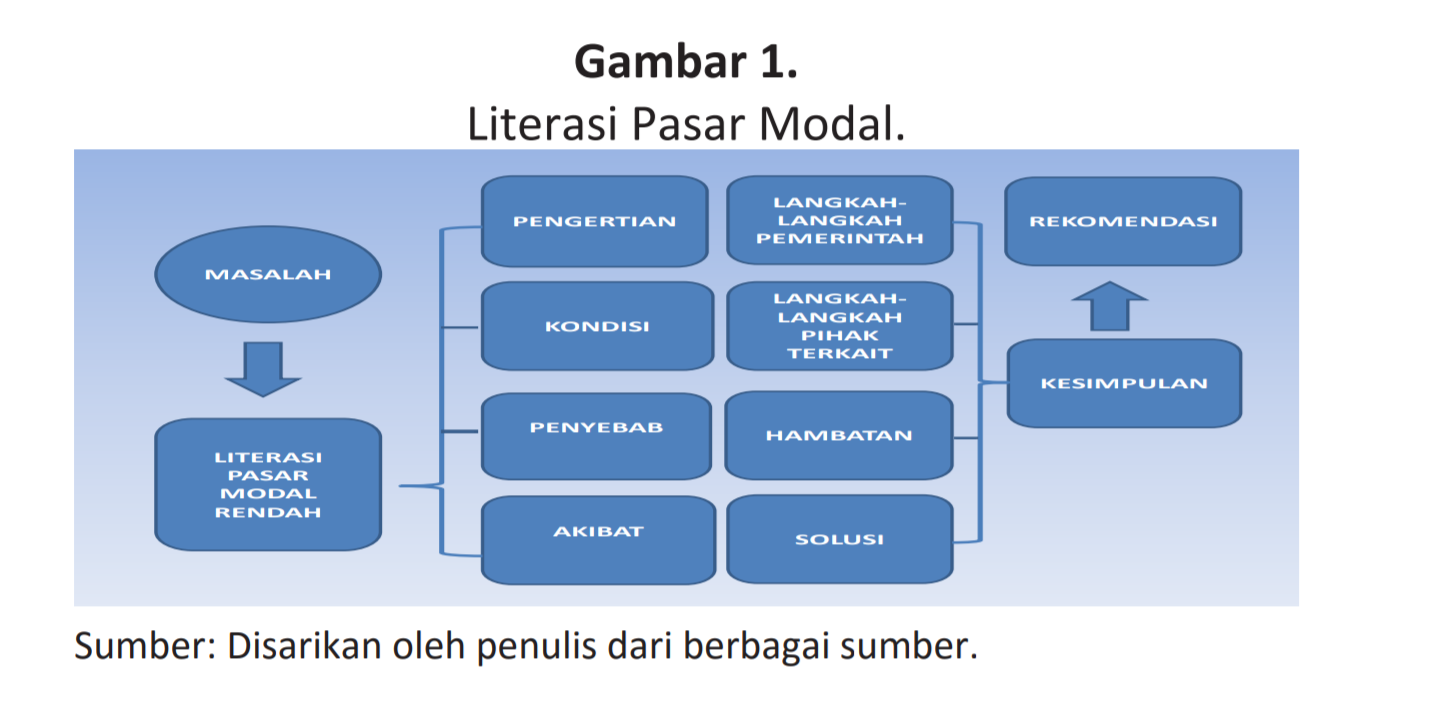 Gambar 1.
Literasi Pasar Modal.
MASALAH
LITERASI
PASAR
MODAL
RENDAH
PENGERTIAN
KONDISI
PENYEBAB
AKIBAT
LANGKAH-
LANGKAH
PEMERINTAH
LANGKAH-
LANGKAH
PIHAK
TERKAIT
HAMBATAN
SOLUSI
KESIMPULAN
REKOMENDASI
Sumber: Disarikan oleh penulis dari berbagai sumber.